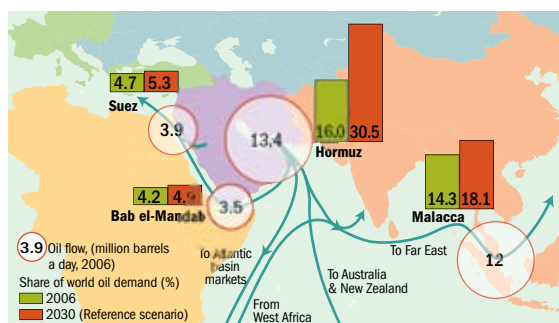 4.7 5.3
Suez
3.9
13.4
16.0 30.5
Hormuz
4.2 4.9
Bab el-Mandab
3.5
14.3 18.1
Malacca
12
3.9 Oil flow, (million barrels
a day, 2006)
Share of world oil demand (%)
2006
2030 (Reference scenario)
To Atlantic
basin
markets
From
West Africa
To Australia
& New Zealand
To Far East